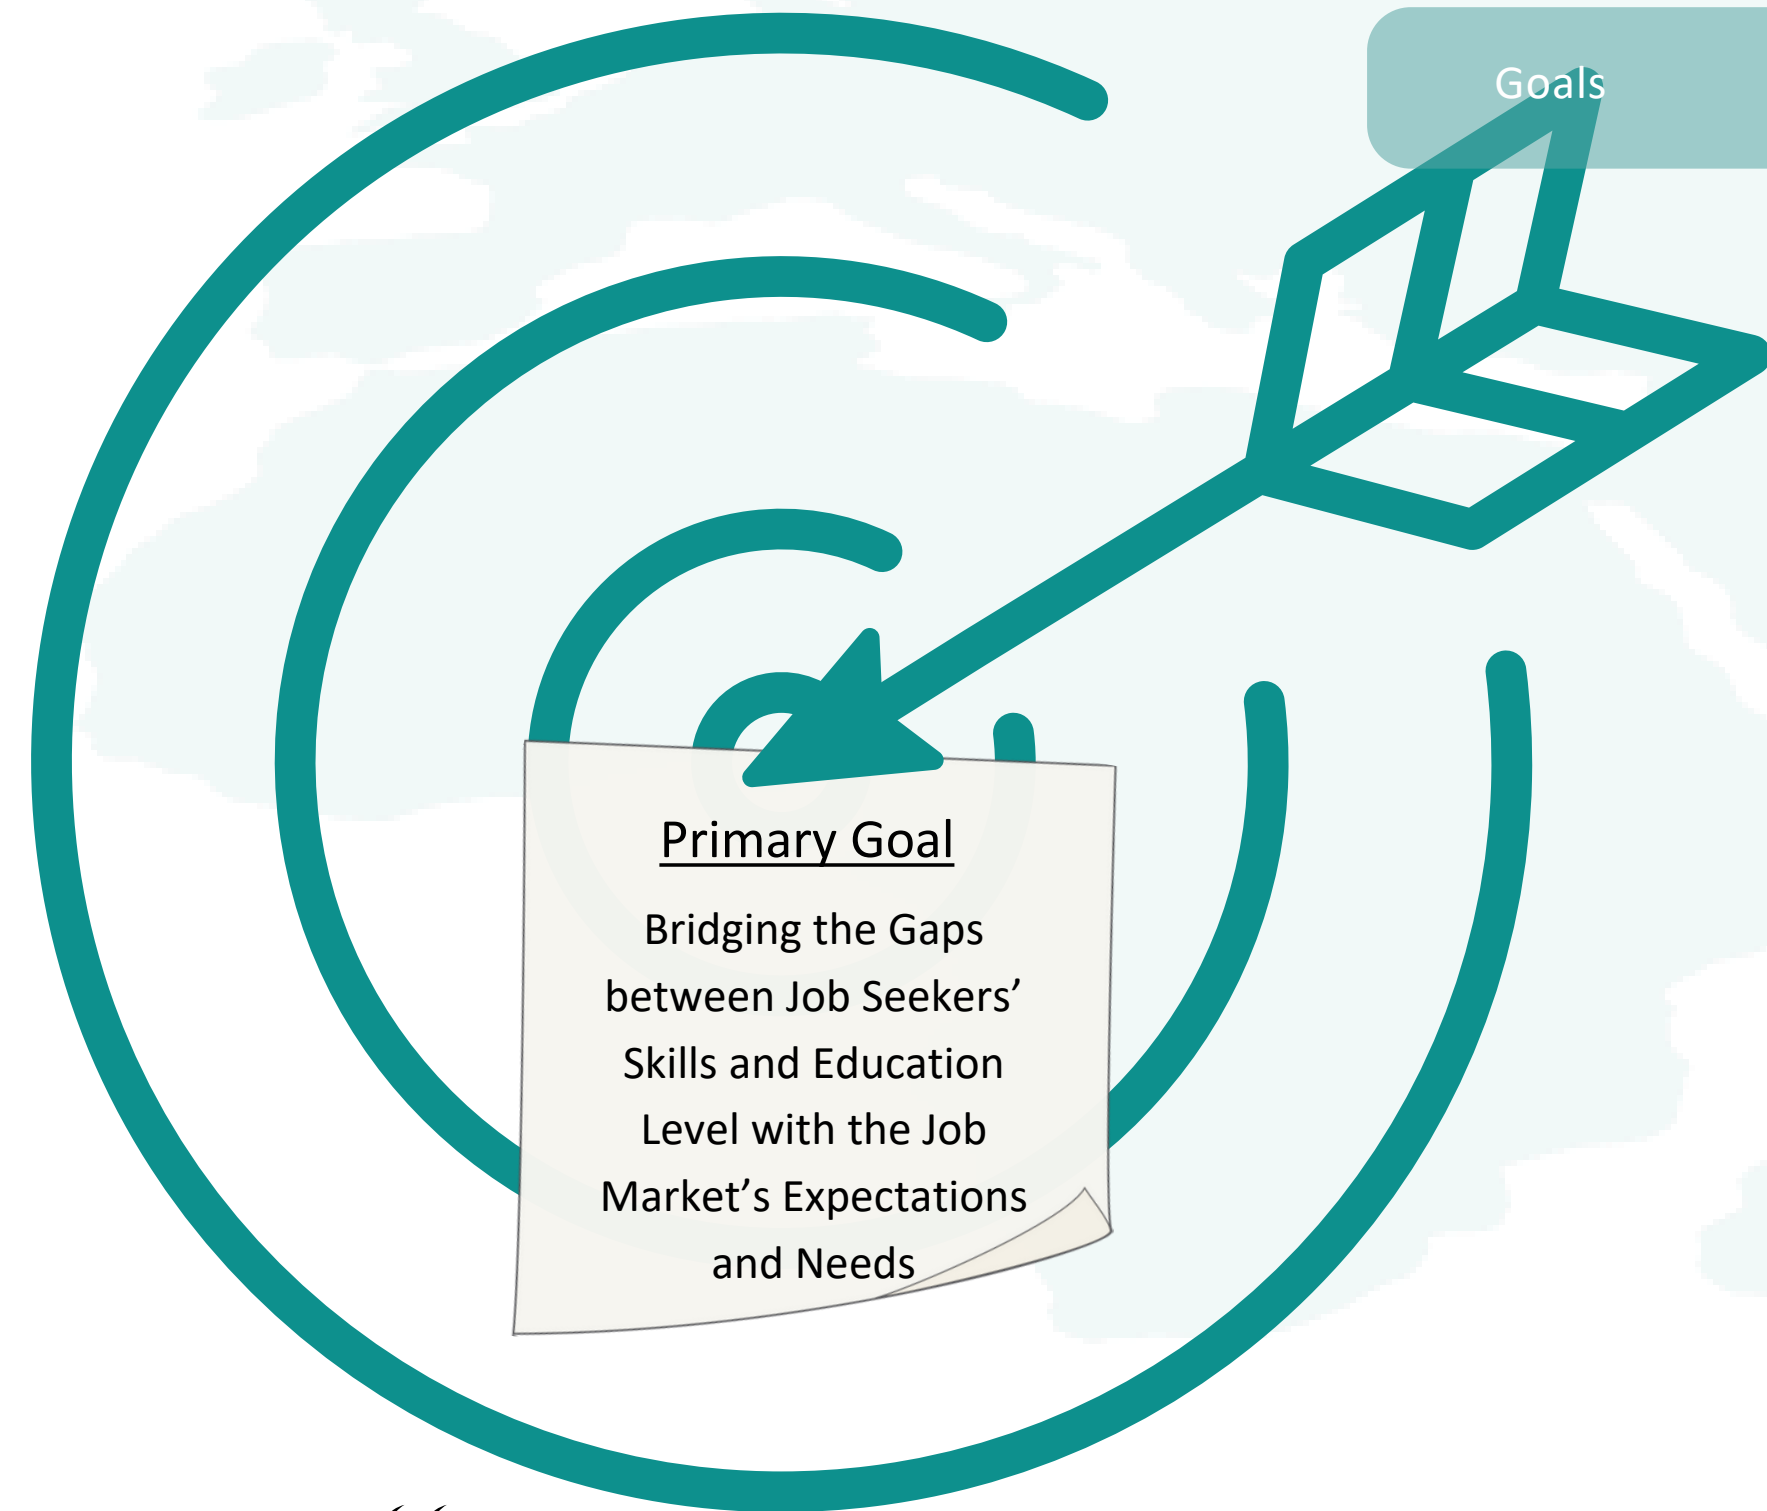 Goals
Primary Goal
Bridging the Gaps
between Job Seekers’
Skills and Education
Level with the Job
Market’s Expectations
and Needs